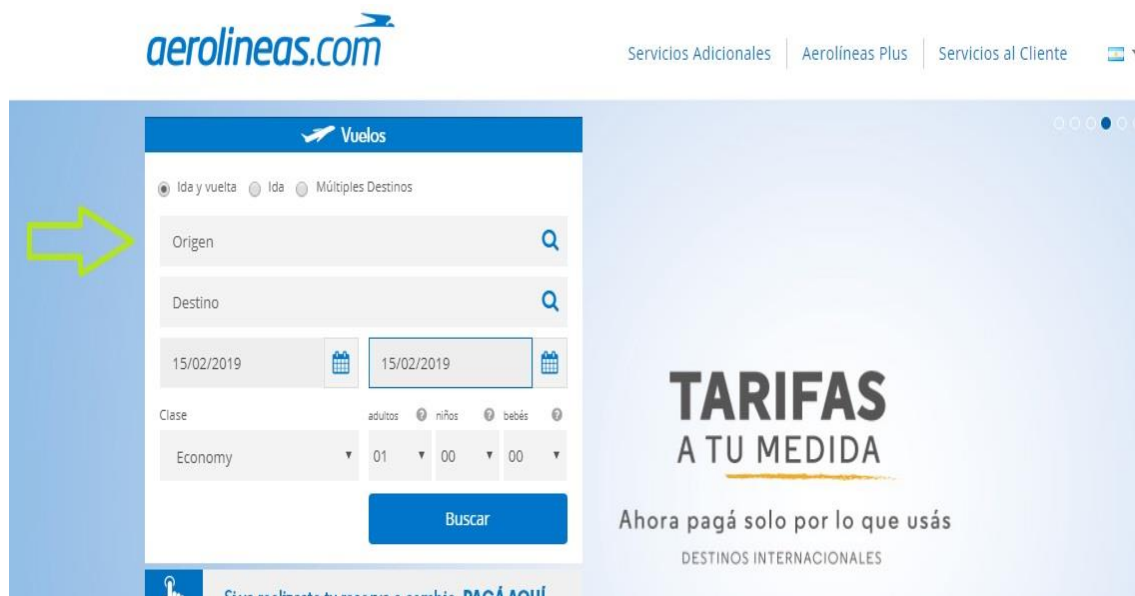 aerolineas.com
Servicios Adicionales Aerolíneas Plus Servicios al Cliente
Vuelos
Ida y vuelta Ida Múltiples Destinos
Origen
Destino
15/02/2019 15/02/2019
Clase adultos niños bebés
Economy 01 00 00
Buscar
TARIFAS
A TU MEDIDA
Ahora pagá solo por lo que usás
DESTINOS INTERNACIONALES
PAGÁ AQUÍ